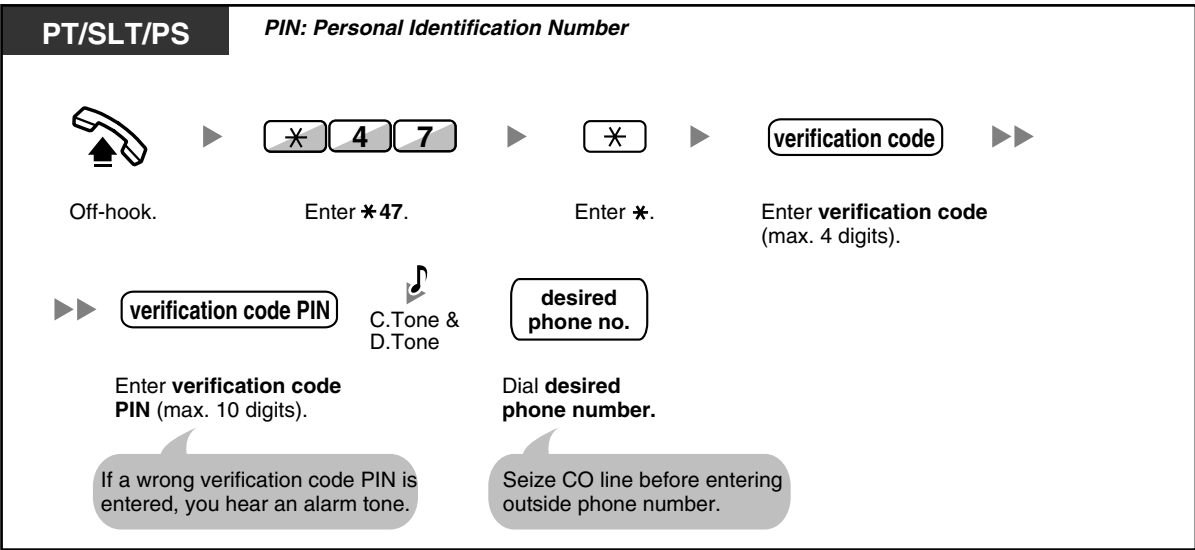 PT/SLT/PS
PIN: Personal Identification Number
* 4 7
*
verification code
Off-hook.
Enter *47.
Enter *.
Enter verification code
(max. 4 digits).
verification code PIN
C.Tone &
D.Tone
desired
phone no.
Enter verification code
PIN (max. 10 digits).
Dial desired
phone number.
If a wrong verification code PIN is
entered, you hear an alarm tone.
Seize CO line before entering
outside phone number.